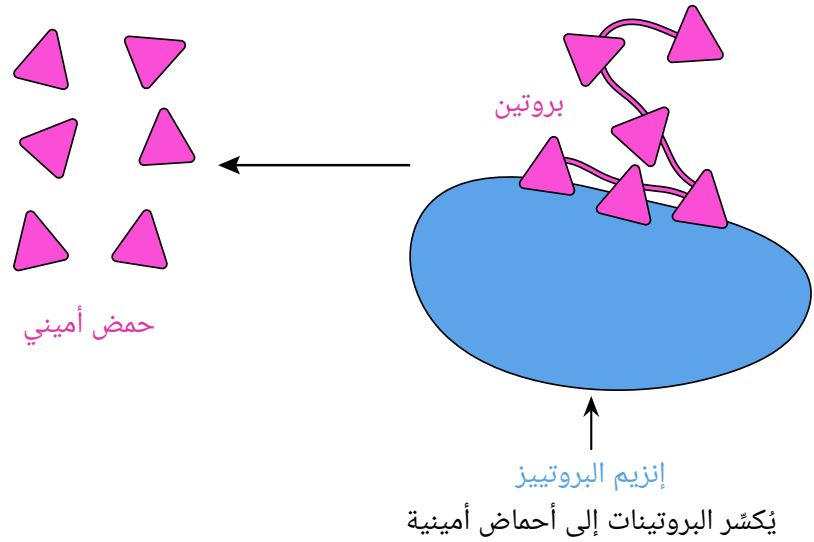 بروتين
حمض أميني
إنزيم البروتييز
يُكسِّر البروتينات إلى أحماض أمينية